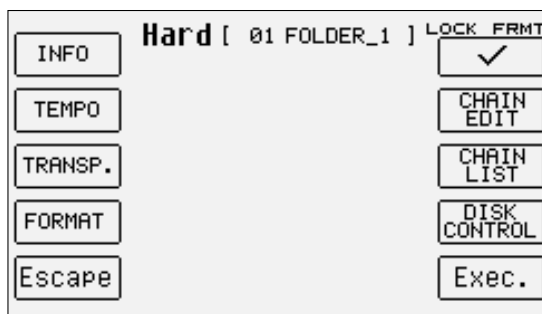 Hard [ 01 FOLDER_1 ] LOCK FRMT
INFO
TEMPO
CHAIN
EDIT
TRANSP.
CHAIN
LIST
FORMAT
DISK
CONTROL
Escape
Exec.